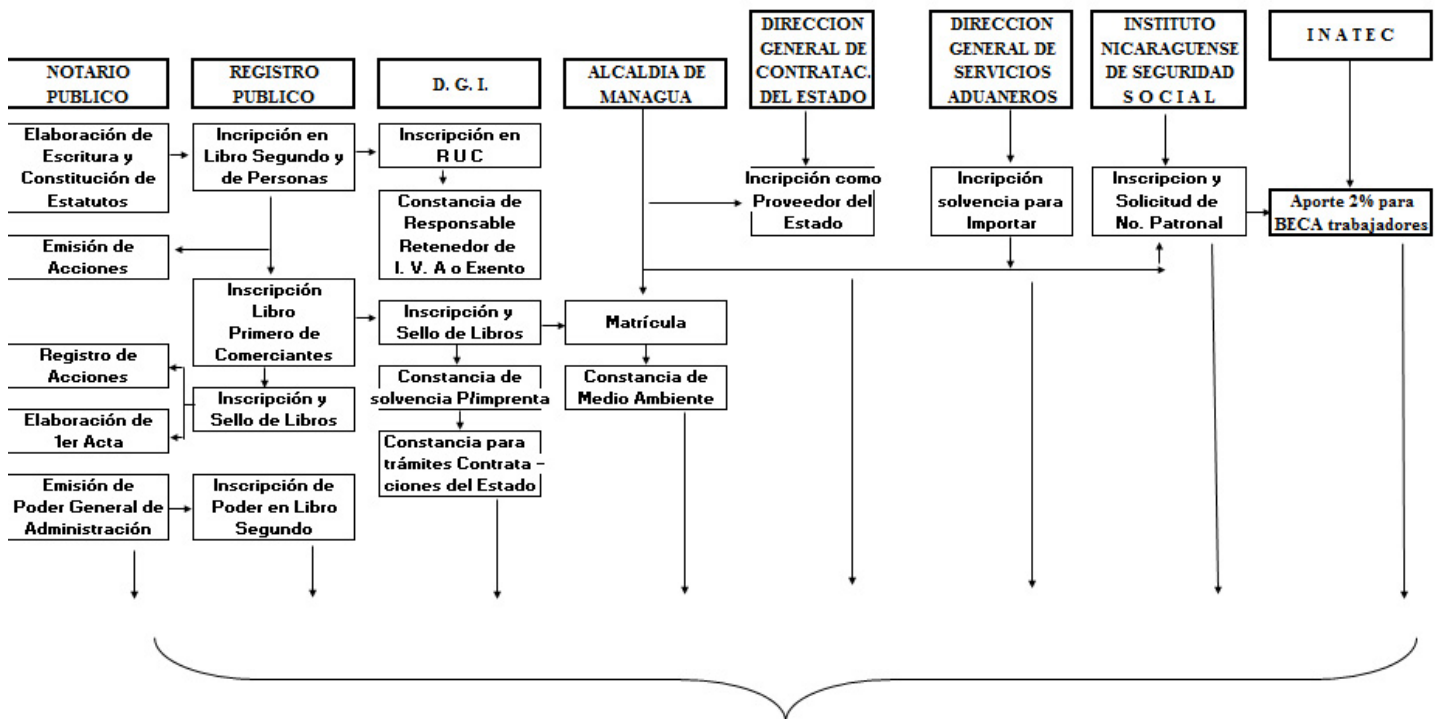 NOTARIO
PUBLICO
REGISTRO
PUBLICO
D. G. I.
ALCALDIA DE
MANAGUA
DIRECCION
GENERAL DE
CONTRATAC.
DEL ESTADO
DIRECCION
GENERAL DE
SERVICIOS
ADUANEROS
INSTITUTO
NICARAGUENSE
DE SEGURIDAD
S O C I A L
I N A T E C
Elaboración de
Escritura y
Constitución de
Estatutos
Incripción en
Libro Segundo y
de Personas
Inscripción en
R U C
Constancia de
Responsable
Retenedor de
I. V. A o Exento
Incripción como
Proveedor del
Estado
Incripción
solvencia para
Importar
Inscripcion y
Solicitud de
No. Patronal
Aporte 2% para
BECA trabajadores
Emisión de
Acciones
Inscripción
Libro
Primero de
Comerciantes
Inscripción y
Sello de Libros
Matrícula
Registro de
Acciones
Constancia de
solvencia P/imprenta
Constancia de
Medio Ambiente
Inscripción y
Sello de Libros
Elaboración de
1er Acta
Constancia para
trámites Contrata -
ciones del Estado
Emisión de
Poder General de
Administración
Inscripción de
Poder en Libro
Segundo